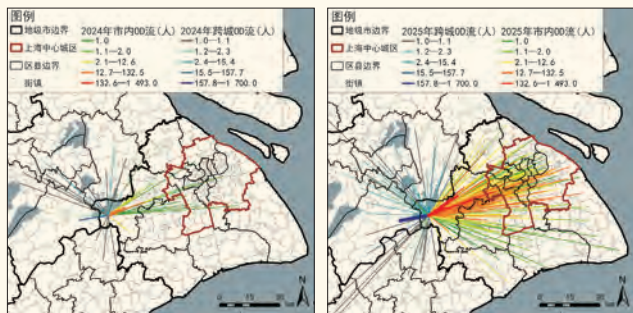 图例
地级市边界
上海中心城区
区县边界
街镇
2024年市内OD流(人)
1.0
1.1—2.0
2.1—12.6
12.7—132.5
132.6—1 493.0
2024年跨城OD流(人)
1.0—1.1
1.2—2.3
2.4—15.4
15.5—157.7
157.8—1 700.0
N
0 15 30
图例
地级市边界
上海中心城区
区县边界
街镇
2025年跨城OD流(人)
1.0—1.1
1.2—2.3
2.4—15.4
15.5—157.7
157.8—1 700.0
2025年市内OD流(人)
1.0
1.1—2.0
2.1—12.6
12.7—132.5
132.6—1 493.0
N
0 15 30